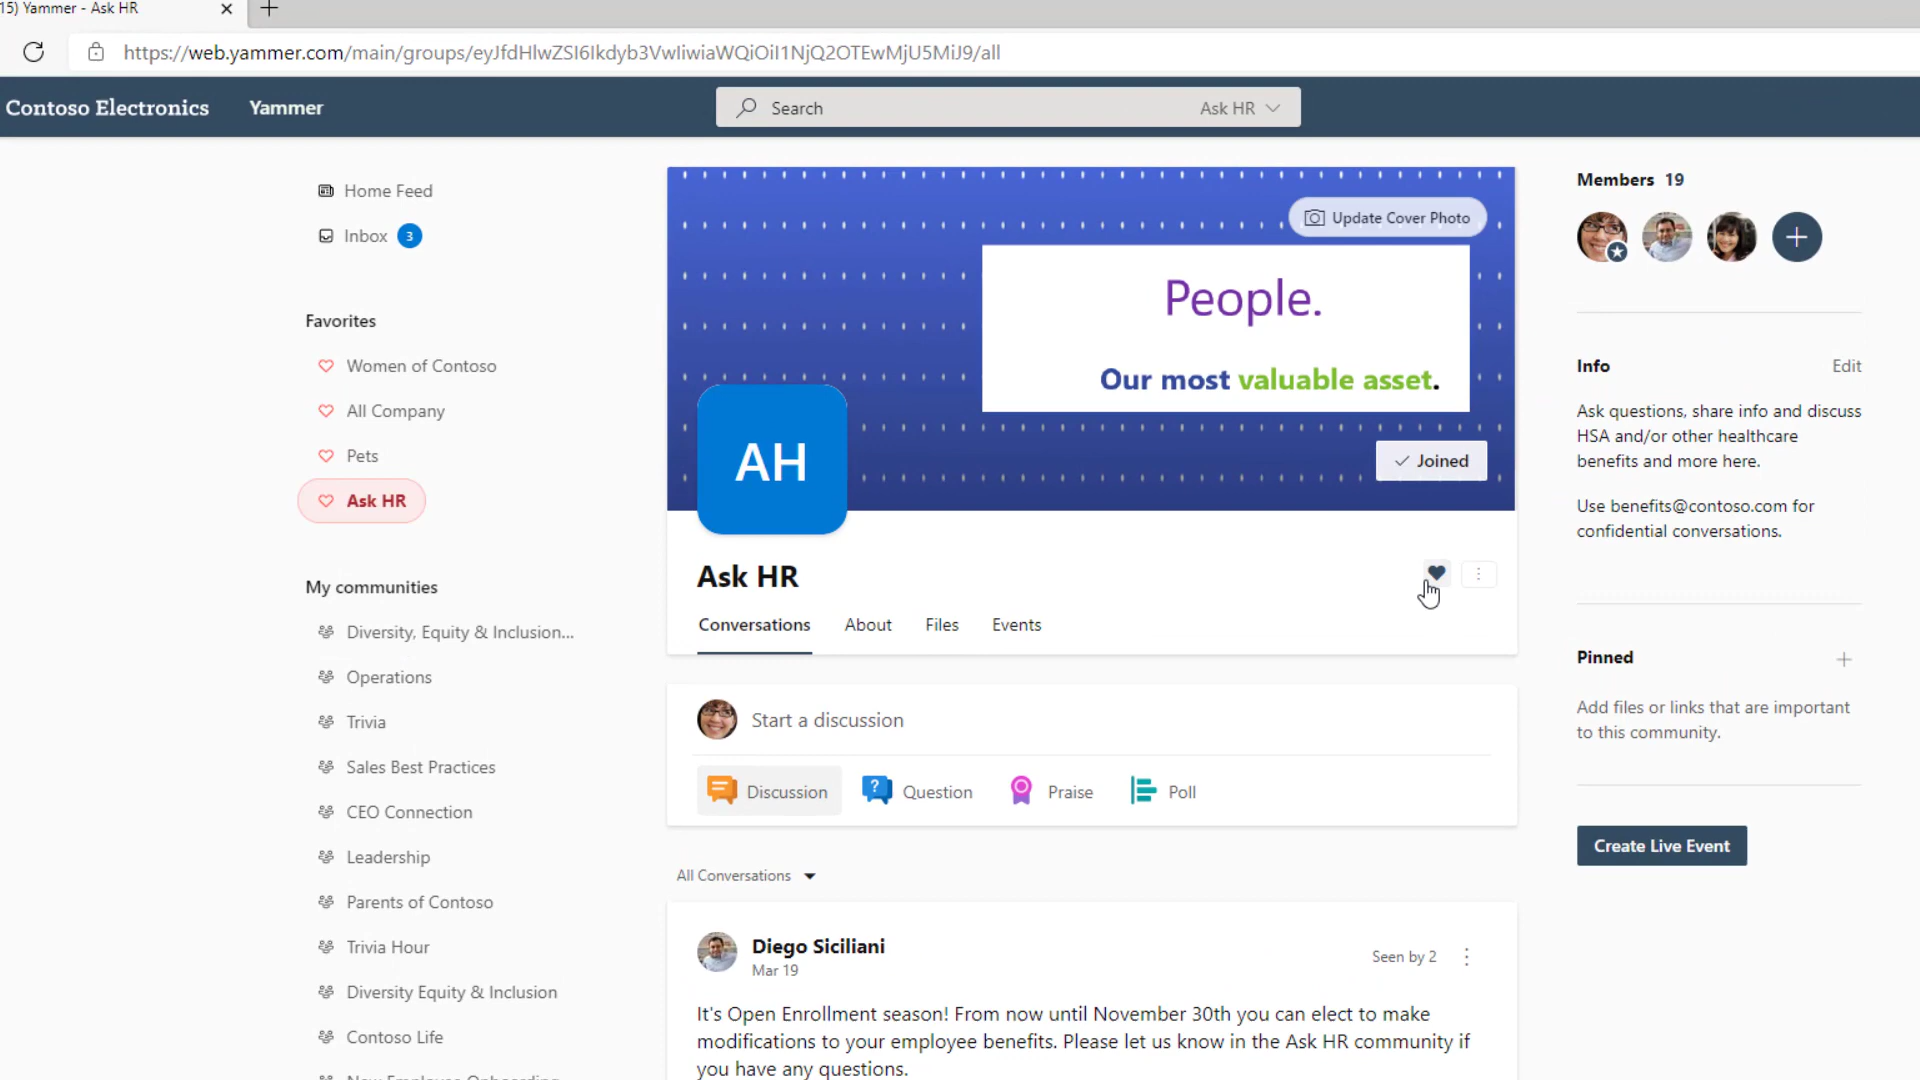 15) Yammer - Ask HR
https://web.yammer.com/main/groups/eyJfdHlwZSI6Ikdyb3VwIiwiaWQiOiI1NjQ2OTEwMjU5MiJ9/all
Contoso Electronics
Yammer
Search
Ask HR
Home Feed
Inbox 3
Favorites
Women of Contoso
All Company
Pets
Ask HR
My communities
Diversity, Equity & Inclusion...
Operations
Trivia
Sales Best Practices
CEO Connection
Leadership
Parents of Contoso
Trivia Hour
Diversity Equity & Inclusion
Contoso Life
New Employee Onboarding
Update Cover Photo
People.
Our most valuable asset.
AH
Joined
Ask HR
Conversations
About
Files
Events
Start a discussion
Discussion
Question
Praise
Poll
All Conversations
Diego Siciliani
Mar 19
Seen by 2
It's Open Enrollment season! From now until November 30th you can elect to make
modifications to your employee benefits. Please let us know in the Ask HR community if
you have any questions.
Members 19
Info
Edit
Ask questions, share info and discuss
HSA and/or other healthcare
benefits and more here.
Use benefits@contoso.com for
confidential conversations.
Pinned
Add files or links that are important
to this community.
Create Live Event